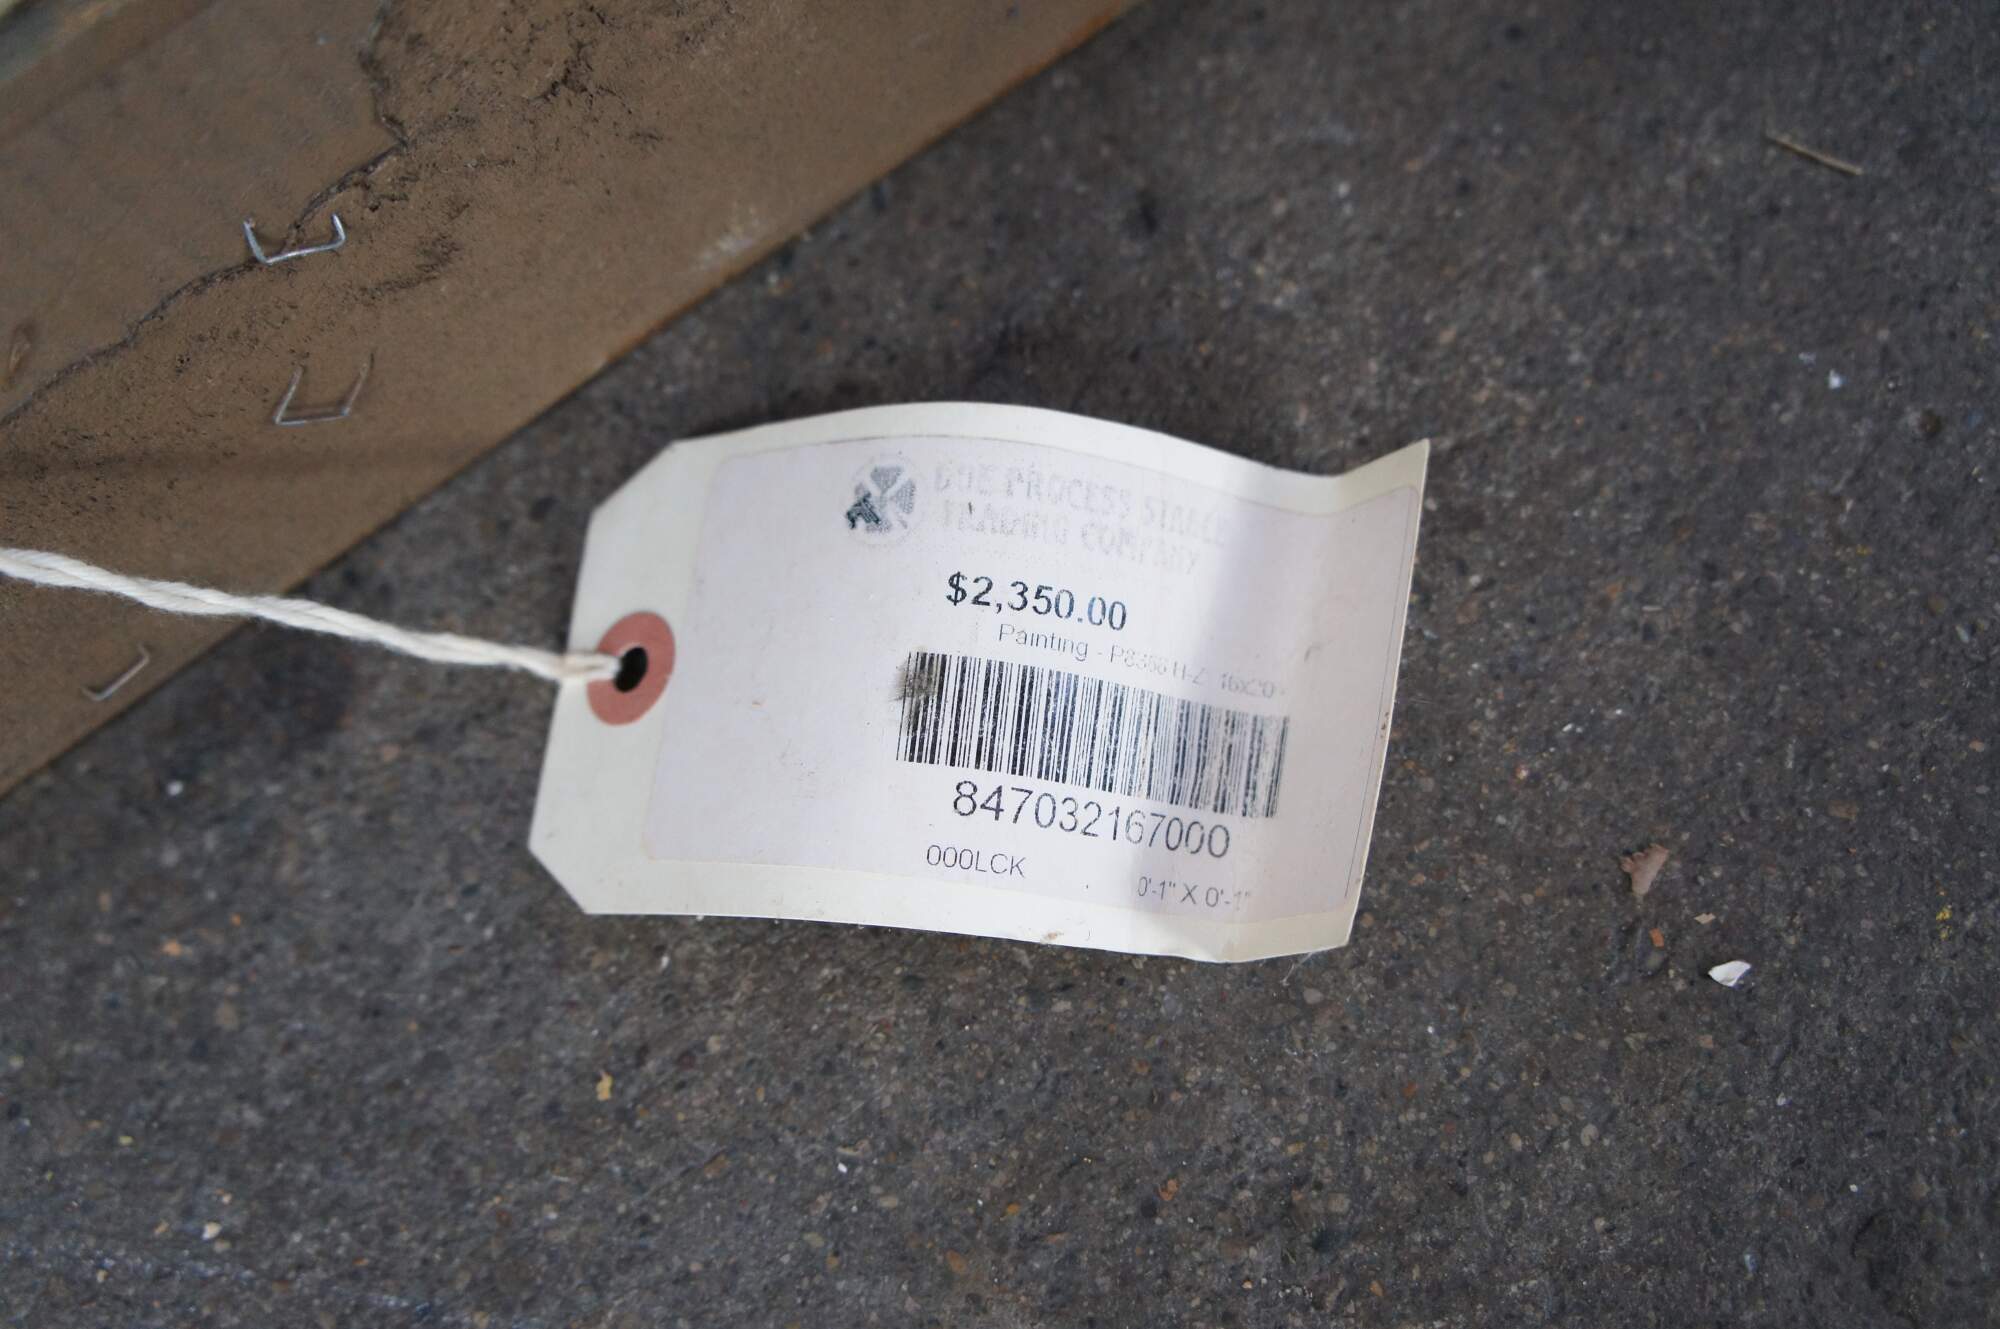 DUE PROCESS STABLE
TRADING COMPANY
$2,350.00
Painting -
847032167000
000LCK
0'-1" X 0'-1"